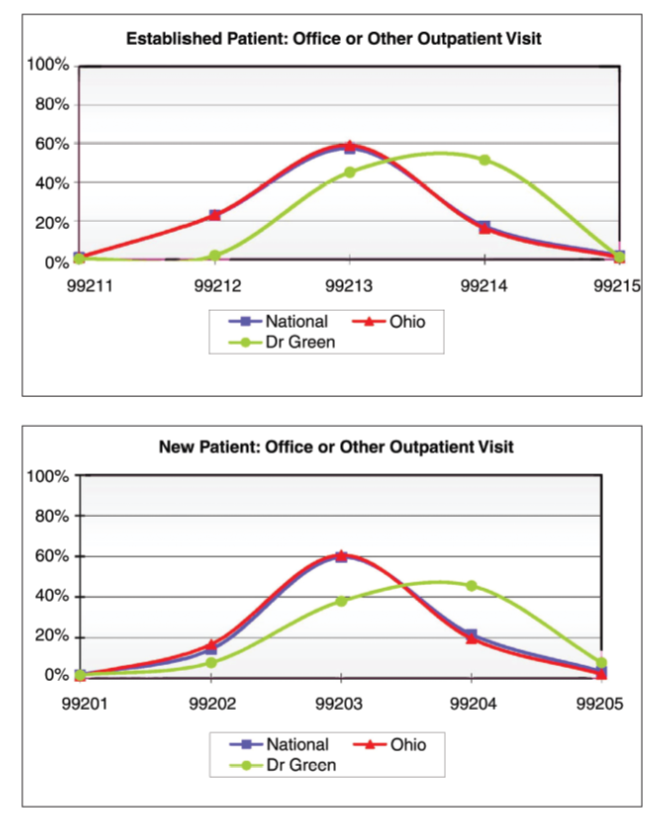 Established Patient: Office or Other Outpatient Visit
100%
80%
60%
40%
20%
0%
99211 99212 99213 99214 99215
National Ohio
Dr Green
New Patient: Office or Other Outpatient Visit
100%
80%
60%
40%
20%
0%
99201 99202 99203 99204 99205
National Ohio
Dr Green